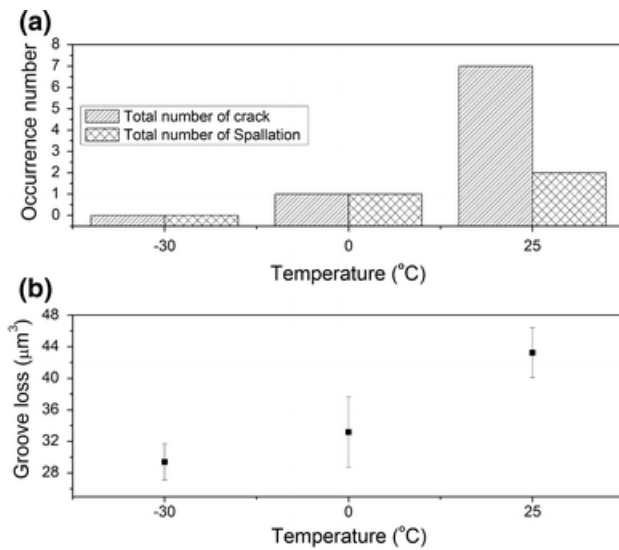 (a)
8
7
6
5
4
3
2
1
0
Occurrence number
Total number of crack
Total number of Spallation
-30
0
25
Temperature (°C)
(b)
48
44
40
36
32
28
Groove loss (μm³)
-30
0
25
Temperature (°C)